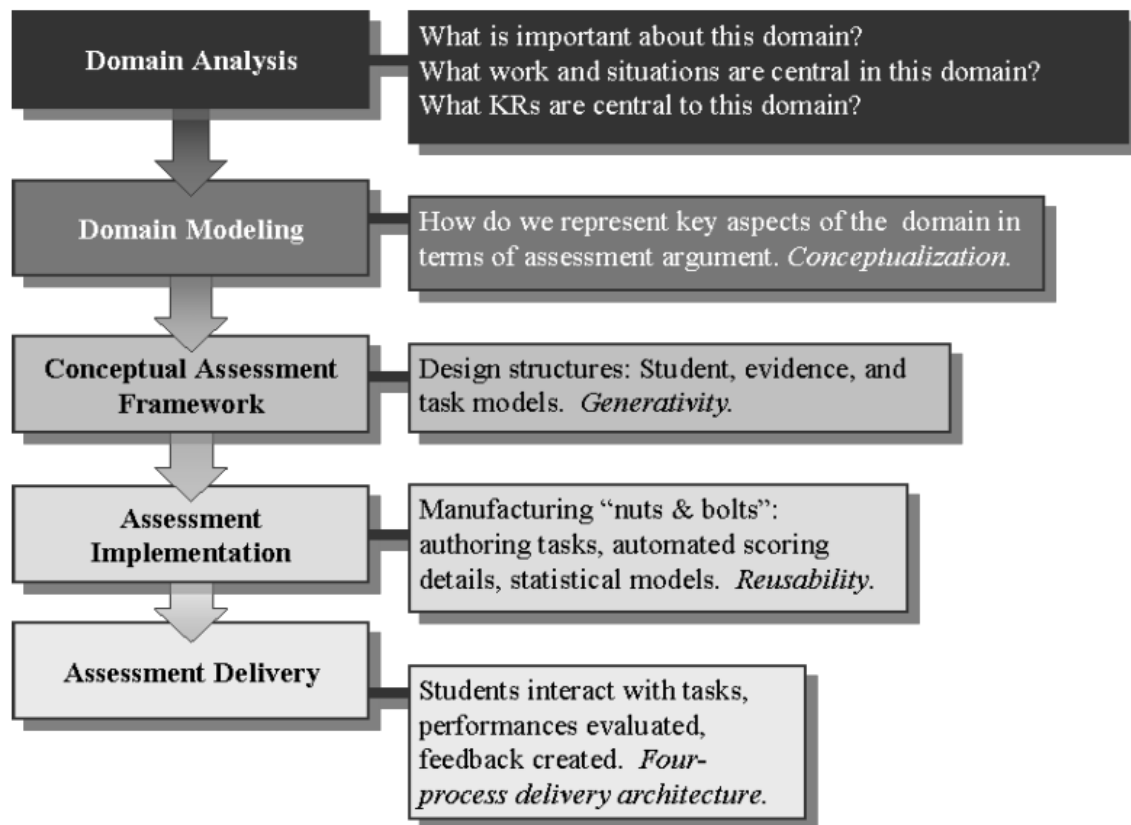 Domain Analysis
What is important about this domain?
What work and situations are central in this domain?
What KRs are central to this domain?
Domain Modeling
How do we represent key aspects of the domain in
terms of assessment argument. Conceptualization.
Conceptual Assessment
Framework
Design structures: Student, evidence, and
task models. Generativity.
Assessment
Implementation
Manufacturing “nuts & bolts”:
authoring tasks, automated scoring
details, statistical models. Reusability.
Assessment Delivery
Students interact with tasks,
performances evaluated,
feedback created. Four-
process delivery architecture.